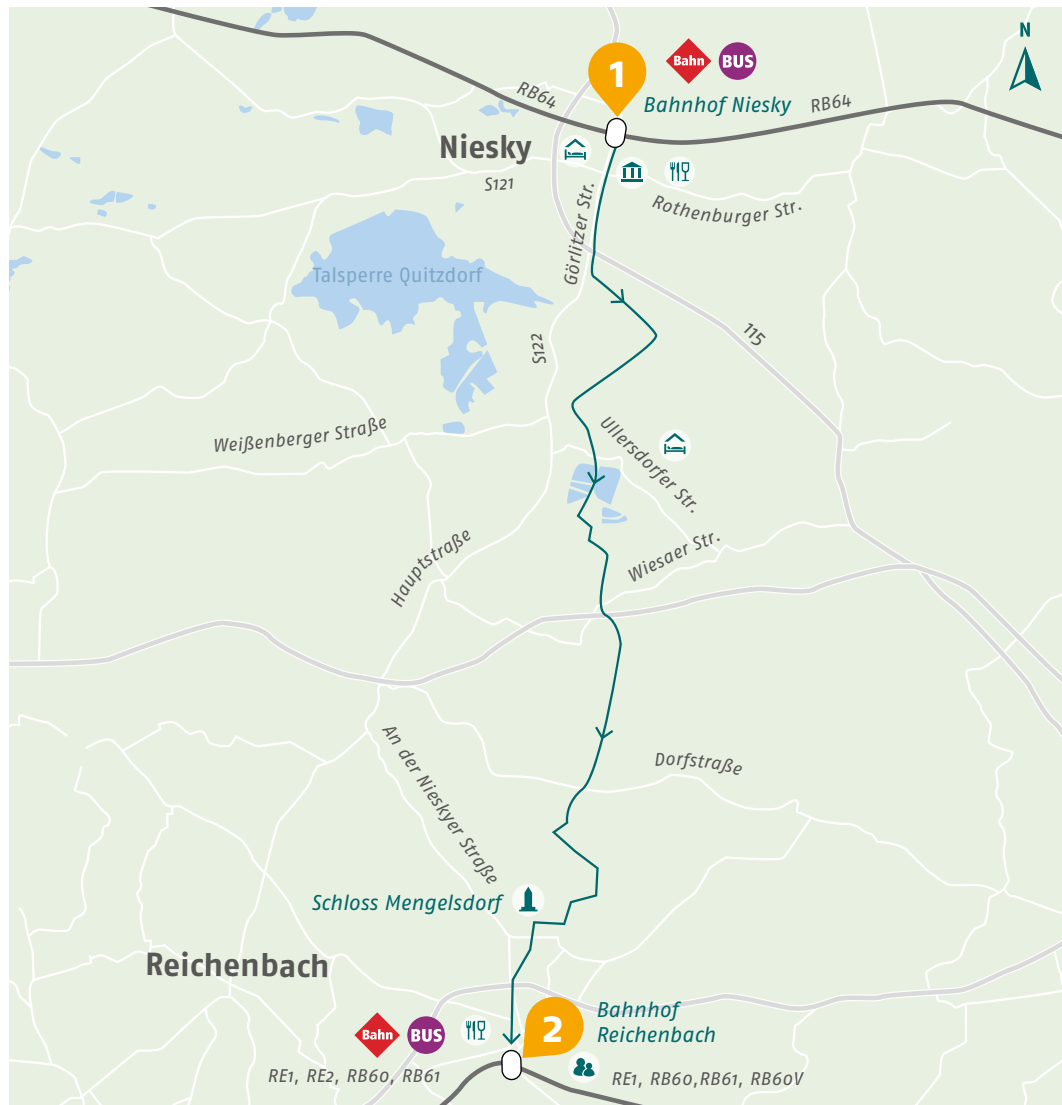 N
1
Bahn
BUS
RB64
Bahnhof Niesky
RB64
Niesky
S121
Görlitzer Str.
Rothenburger Str.
Talsperre Quitzdorf
115
S122
Weißenberger Straße
Ullersdorfer Str.
Wiesaer Str.
Hauptstraße
An der Nieskyer Straße
Dorfstraße
Schloss Mengelsdorf
Reichenbach
Bahn
BUS
2
Bahnhof
Reichenbach
RE1, RE2, RB60, RB61
RE1, RB60,RB61, RB60V